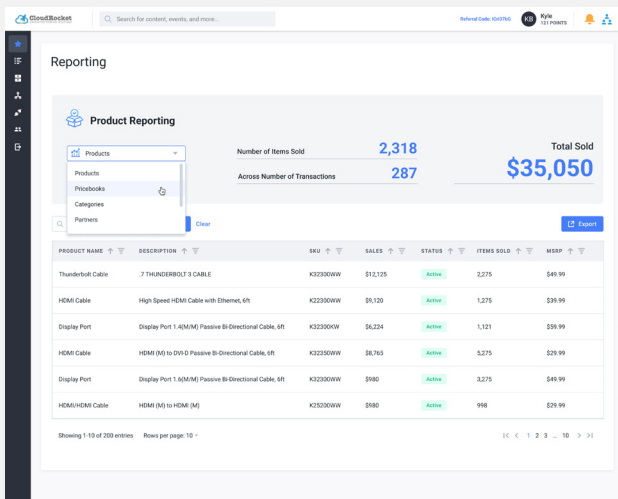 CloudRocket
Search for content, events, and more...
KB
Kyle
121 POINTS
Reporting
Product Reporting
Products
Products
Pricebooks
Categories
Partners
Number of Items Sold 2,318
Across Number of Transactions 287
Total Sold
$35,050
Clear
Export
PRODUCT NAME DESCRIPTION SKU SALES STATUS ITEMS SOLD MSRP
Thunderbolt Cable .7 THUNDERBOLT 3 CABLE K32300WW $12,125 Active 2,275 $49.99
HDMI Cable High Speed HDMI Cable with Ethernet, 6ft K22300WW $9,120 Active 1,275 $39.99
Display Port Display Port 1.4(M/M) Passive Bi-Directional Cable, 6ft K32300KW $6,224 Active 1,121 $59.99
HDMI Cable HDMI (M) to DVI-D Passive Bi-Directional Cable, 6ft K32350WW $8,765 Active 5,275 $29.99
Display Port Display Port 1.6(M/M) Passive Bi-Directional Cable, 6ft K32300WW $980 Active 3,275 $49.99
HDMI/HDMI Cable HDMI (M) to HDMI (M) K25200WW $980 Active 998 $29.99
Showing 1-10 of 200 entries Rows per page: 10
1 2 3 ... 10